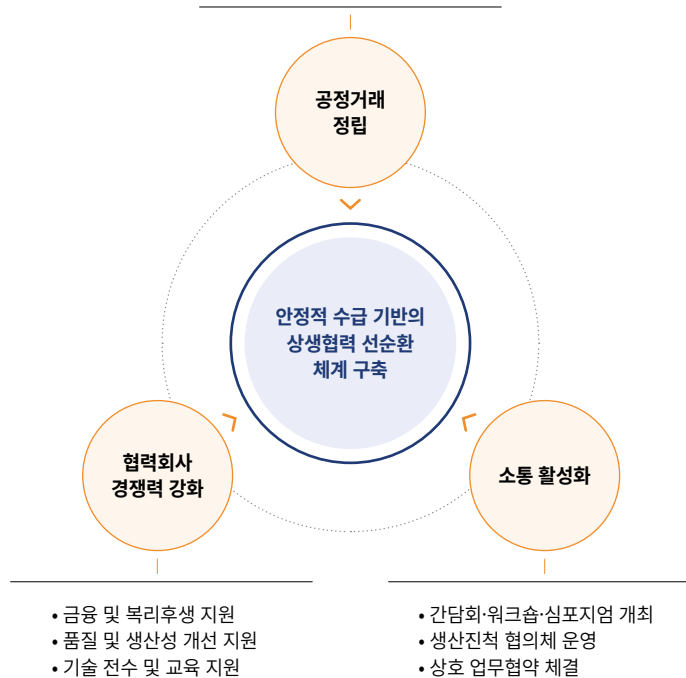 공정거래
정립
안정적 수급 기반의
상생협력 선순환
체계 구축
협력회사
경쟁력 강화
소통 활성화
• 금융 및 복리후생 지원
• 품질 및 생산성 개선 지원
• 기술 전수 및 교육 지원
• 간담회·워크숍·심포지엄 개최
• 생산진척 협의체 운영
• 상호 업무협약 체결